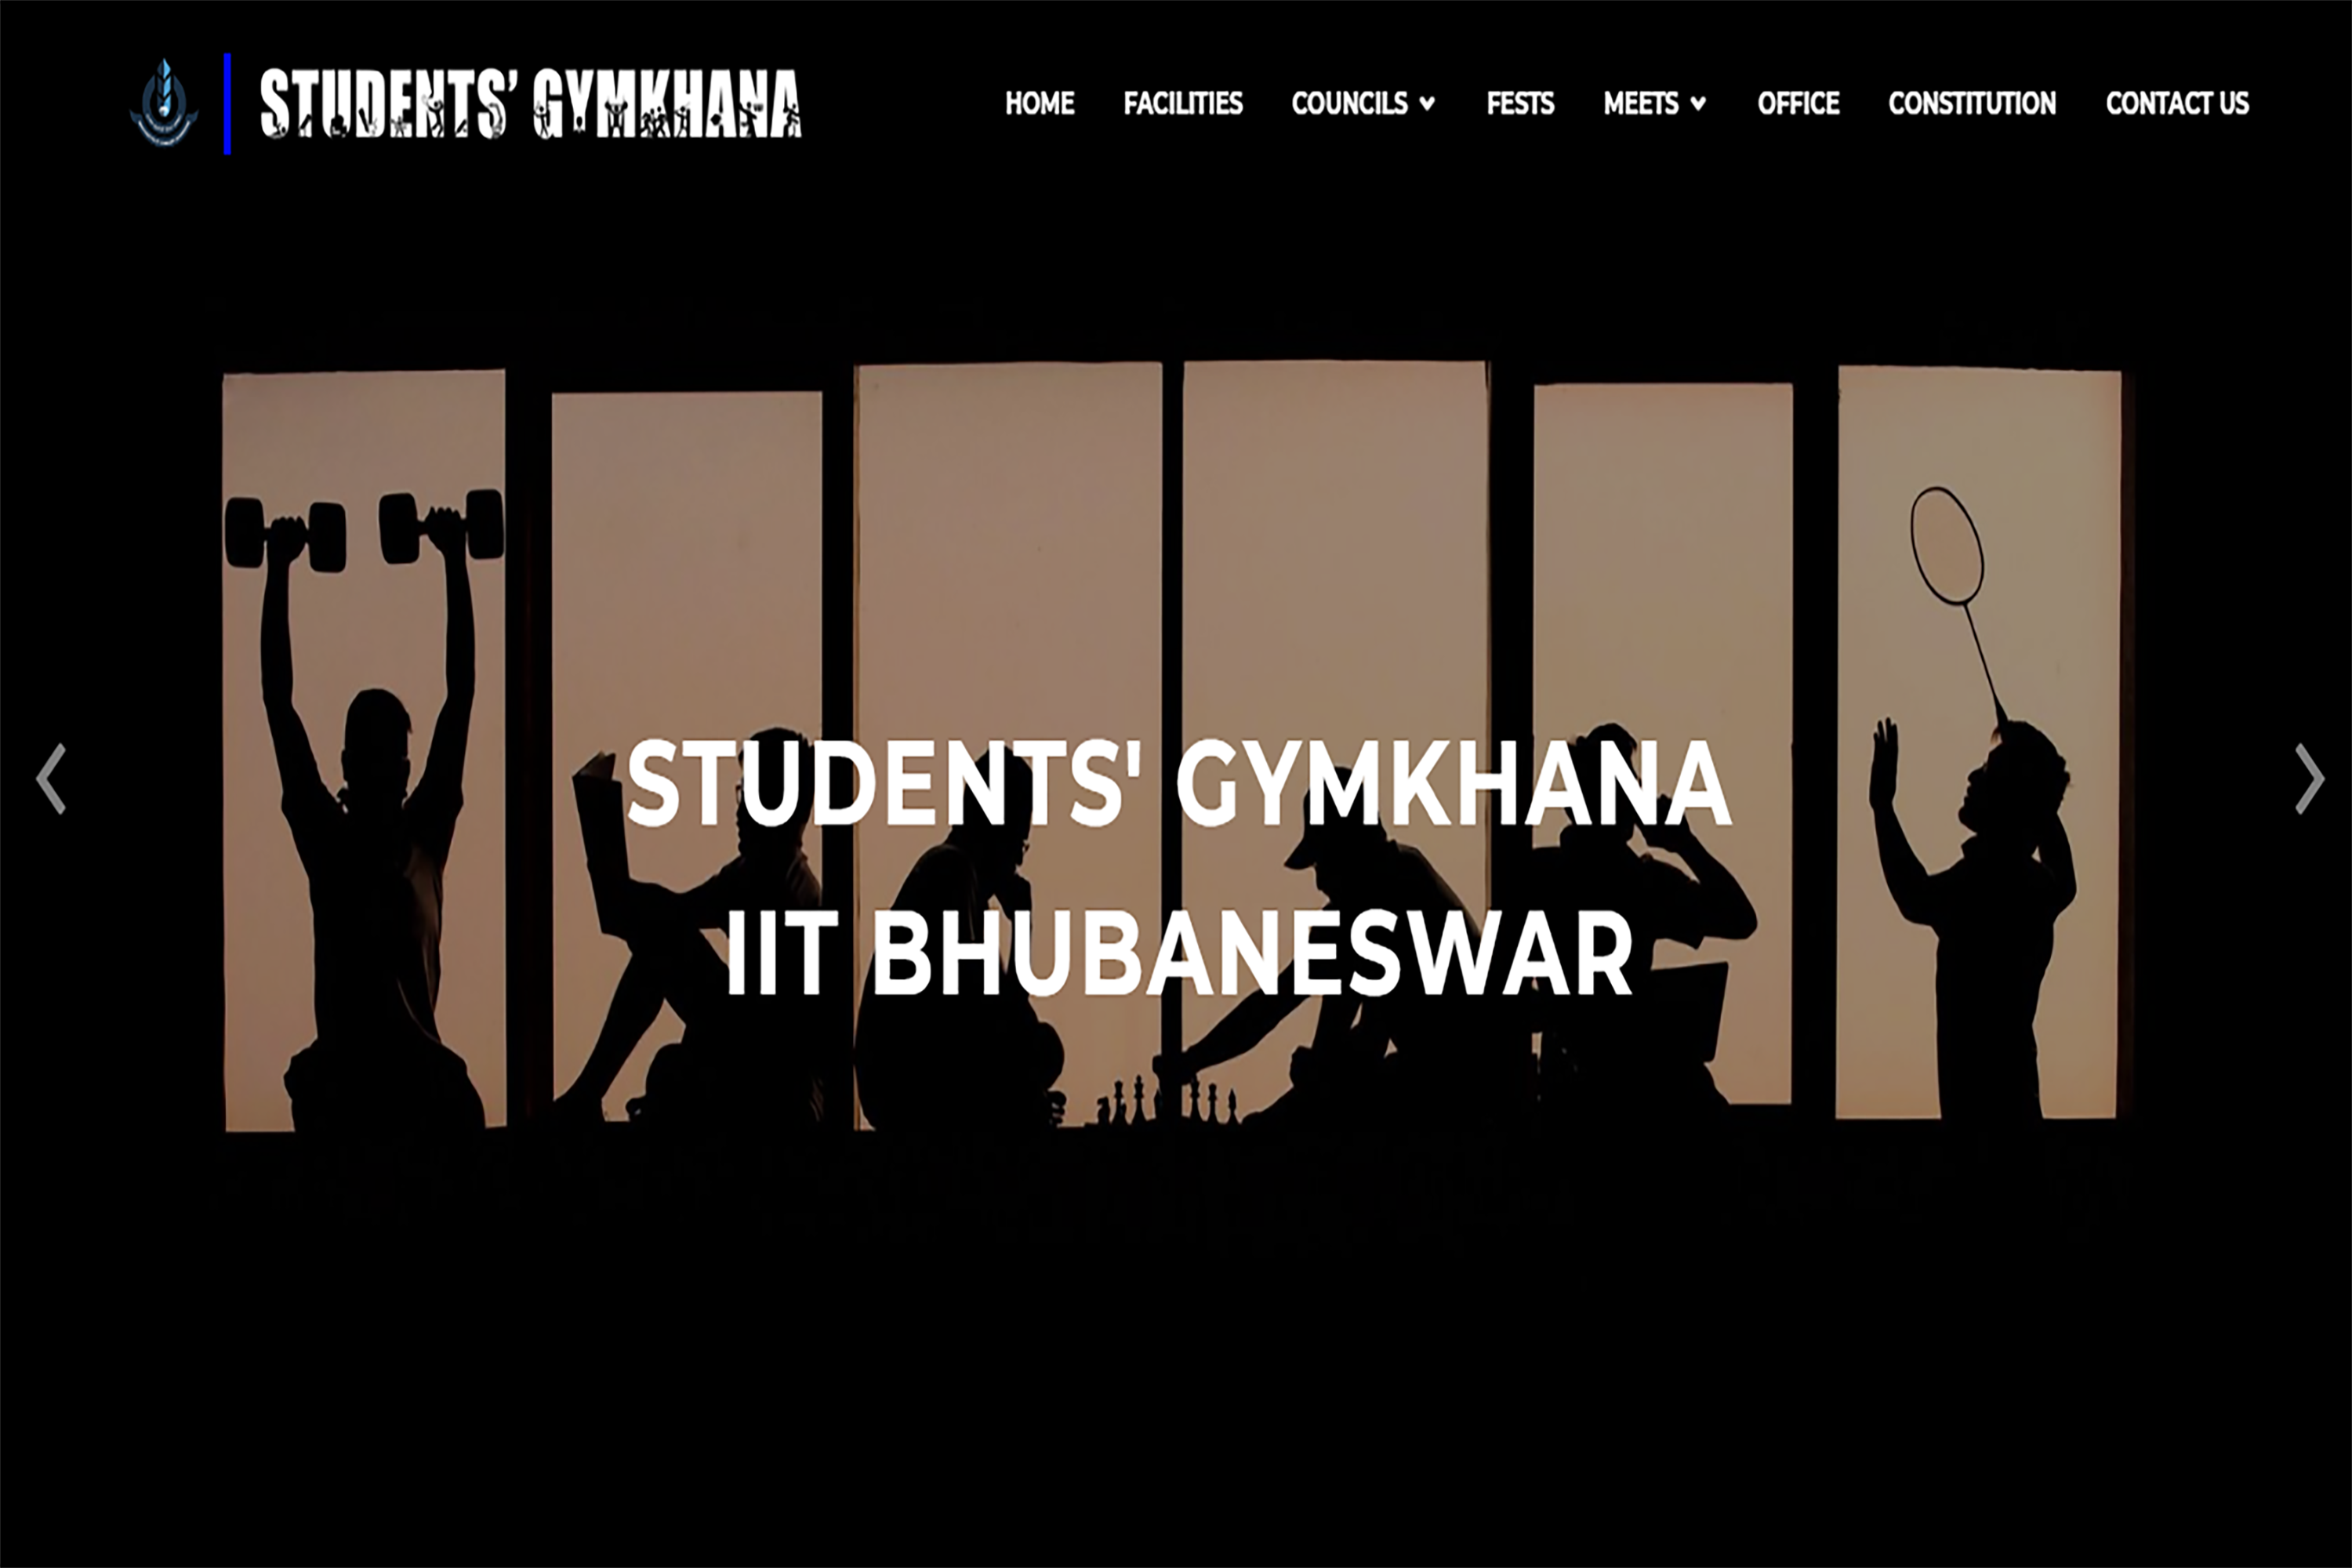 STUDENTS’ GYMKHANA
HOME FACILITIES COUNCILS FESTS MEETS OFFICE CONSTITUTION CONTACT US
STUDENTS' GYMKHANA
IIT BHUBANESWAR